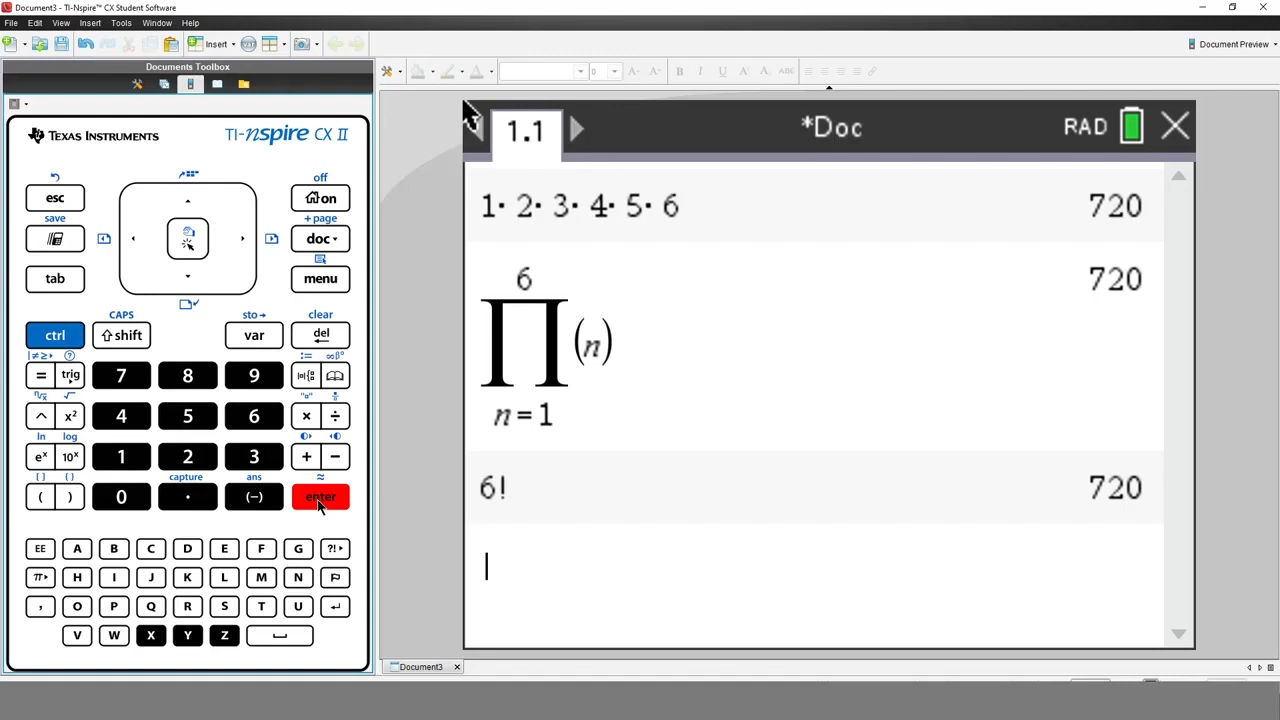 Document3 - TI-Nspire™ CX Student Software
File Edit View Insert Tools Window Help
Insert
Document Preview
Documents Toolbox
0 A A B I U A A ABC
TEXAS INSTRUMENTS TI-nspire CX II
off
esc on
save + page
doc
tab menu
CAPS sto→ clear
ctrl ⇧shift var del
|≠≥▸ ? := ∞β°
= trig 7 8 9
ⁿ√x √ "▫" ÷
^ x² 4 5 6 × ÷
ln log
eˣ 10ˣ 1 2 3 + −
[ ] { } capture ans ≈
( ) 0 . (−) enter
EE A B C D E F G ?!▸
π▸ H I J K L M N
, O P Q R S T U ↵
V W X Y Z
1.1 *Doc RAD
1· 2· 3· 4· 5· 6 720
6
∏ (n) 720
n=1
6! 720
Document3